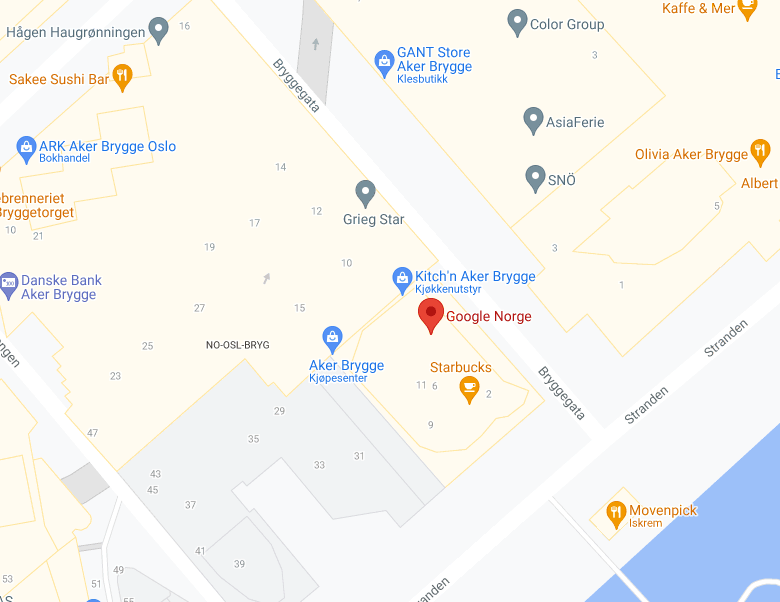 Kaffe & Mer
16
Color Group
Hågen Haugrønningen
GANT Store
Aker Brygge
Klesbutikk
3
Sakee Sushi Bar
Bryggegata
AsiaFerie
ARK Aker Brygge Oslo
Bokhandel
Olivia Aker Brygge
14
SNÖ
Albert
ebrenneriet
Bryggetorget
12
5
Grieg Star
17
10
21
19
3
10
Kitch'n Aker Brygge
Kjøkkenutstyr
Danske Bank
Aker Brygge
1
27
15
Google Norge
Stranden
25
NO-OSL-BRYG
Aker Brygge
Kjøpesenter
Starbucks
23
11
6
2
Bryggegata
Stranden
29
9
47
35
31
33
43
45
37
Movenpick
Iskrem
41
39
49
53
51